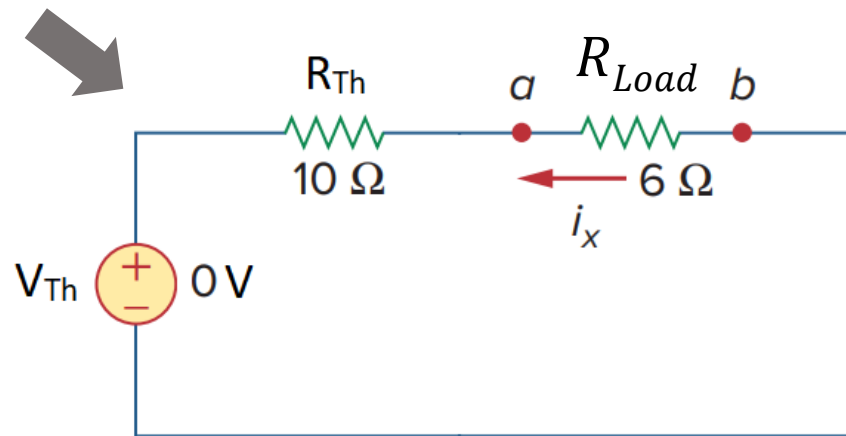 R_Th
a
R_Load
b
10 Ω
6 Ω
i_x
V_Th
+
−
0 V